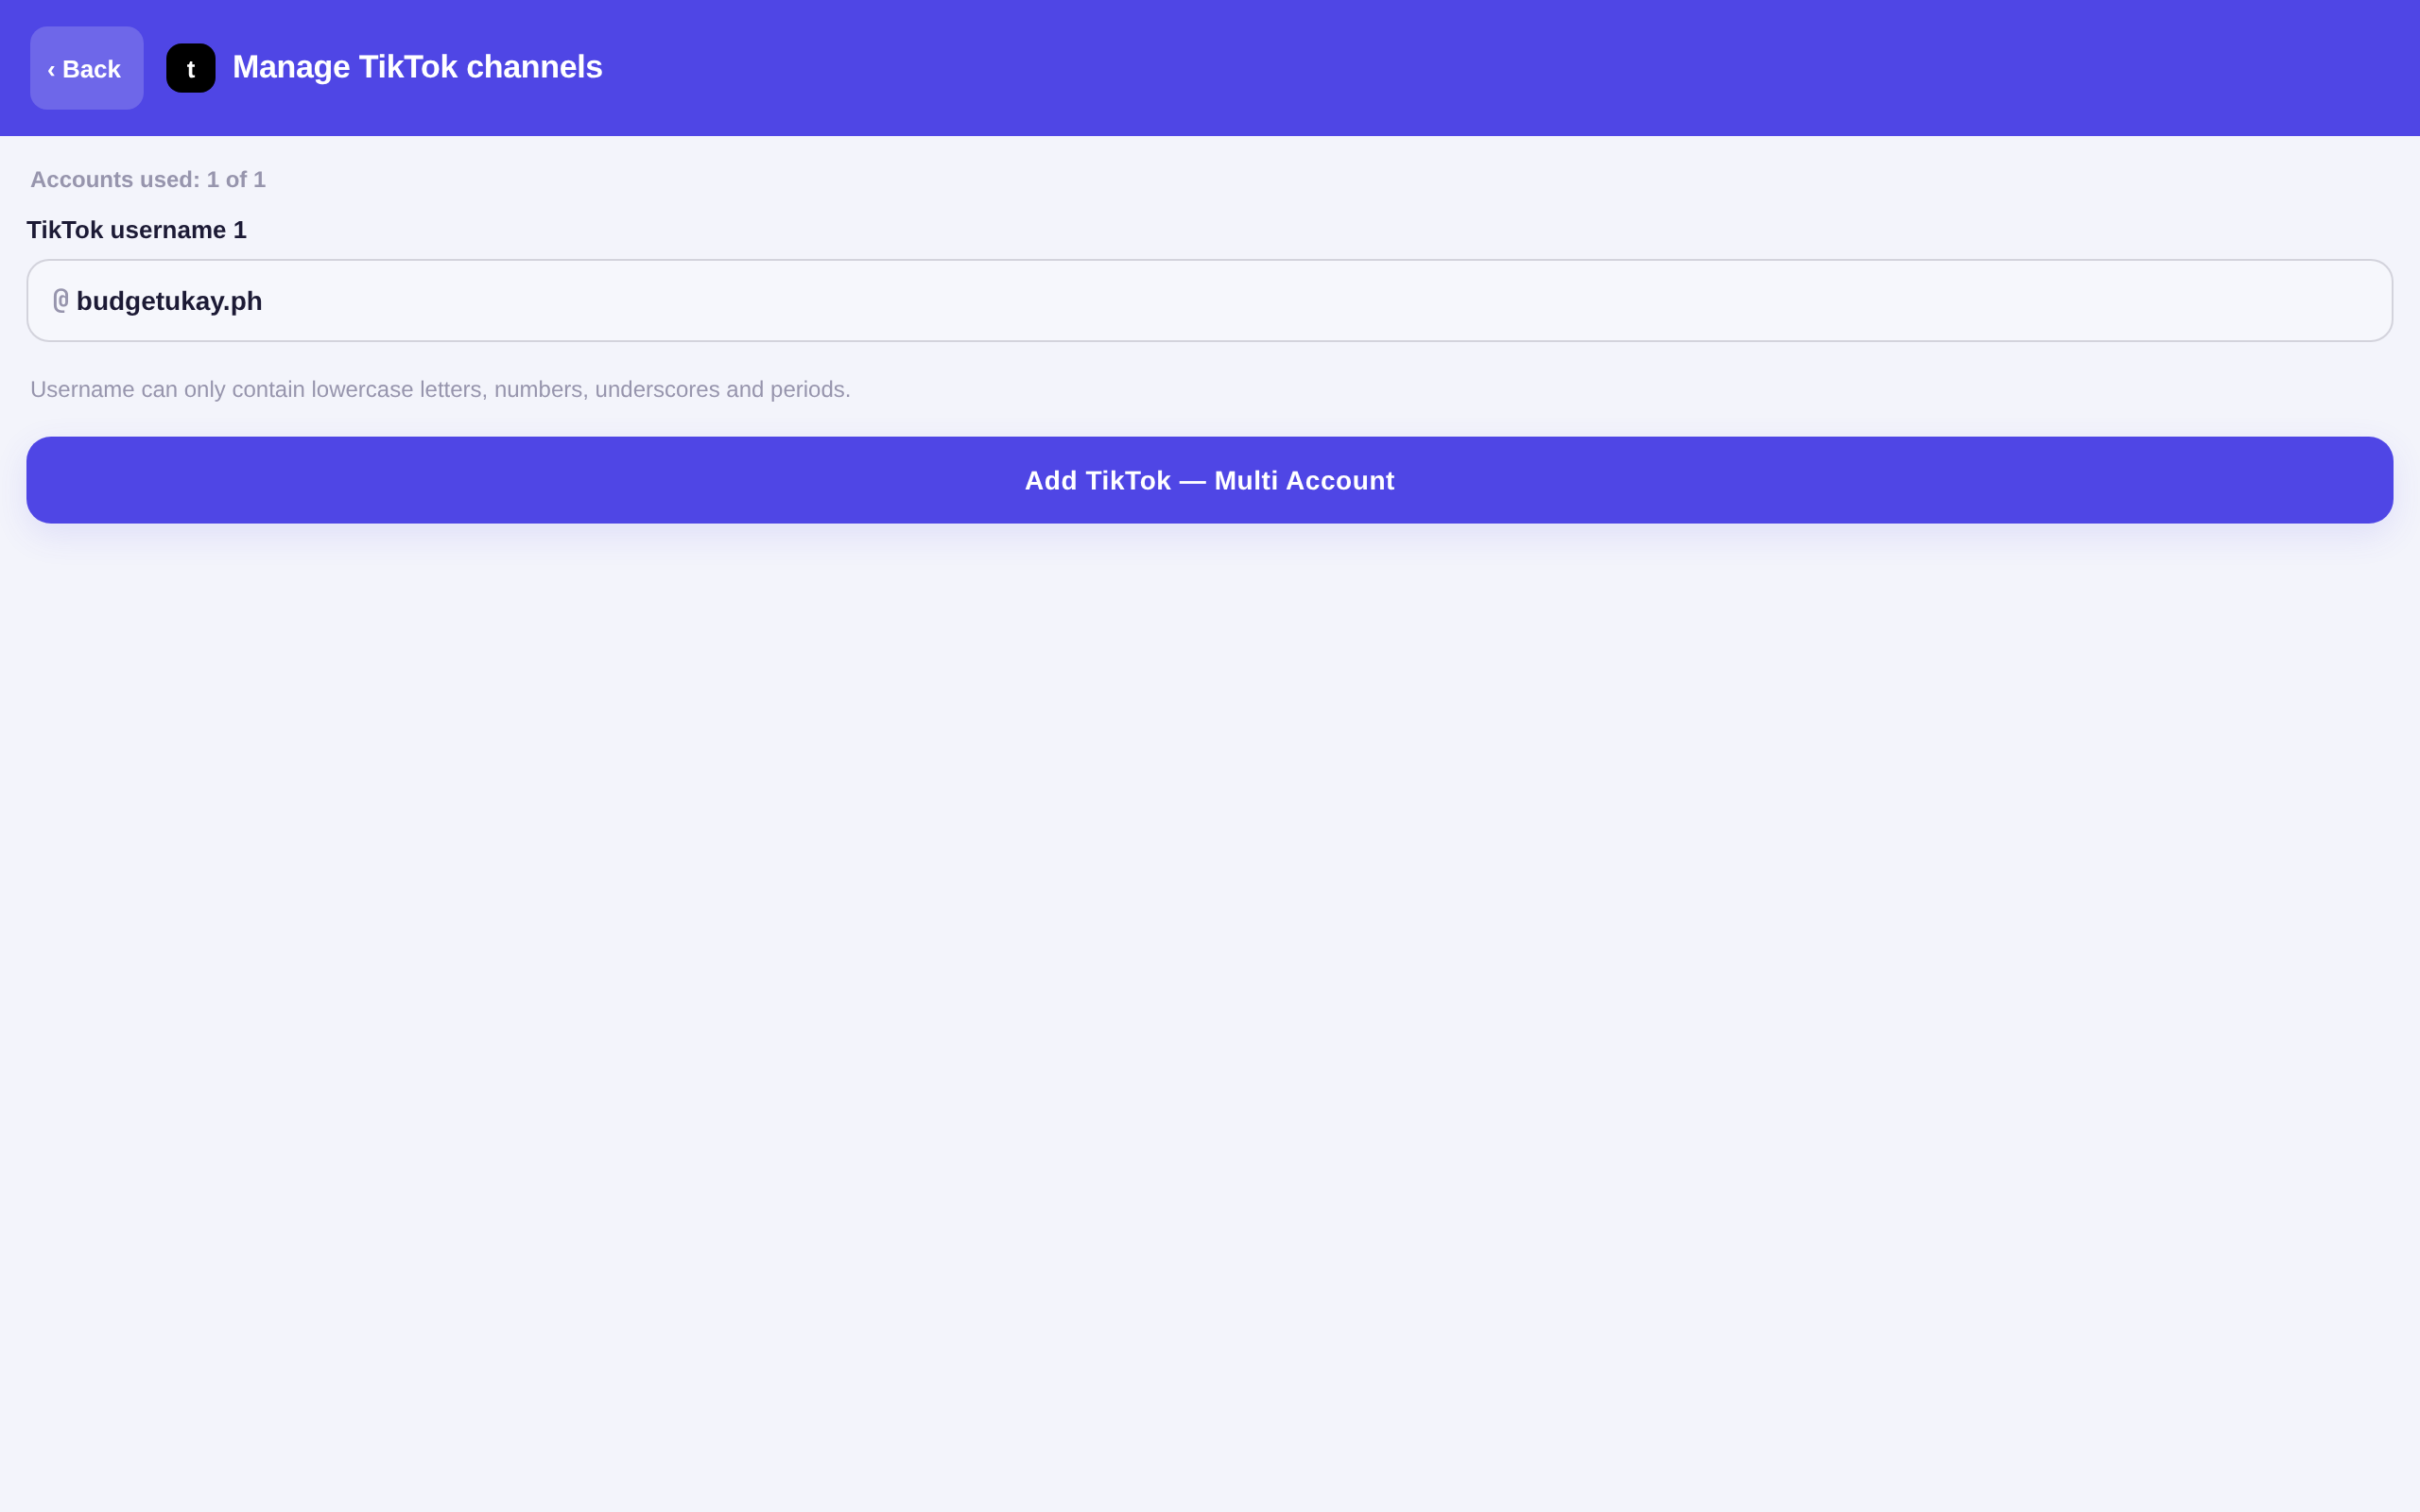 ‹ Back
t
Manage TikTok channels
Accounts used: 1 of 1
TikTok username 1
@ budgetukay.ph
Username can only contain lowercase letters, numbers, underscores and periods.
Add TikTok — Multi Account